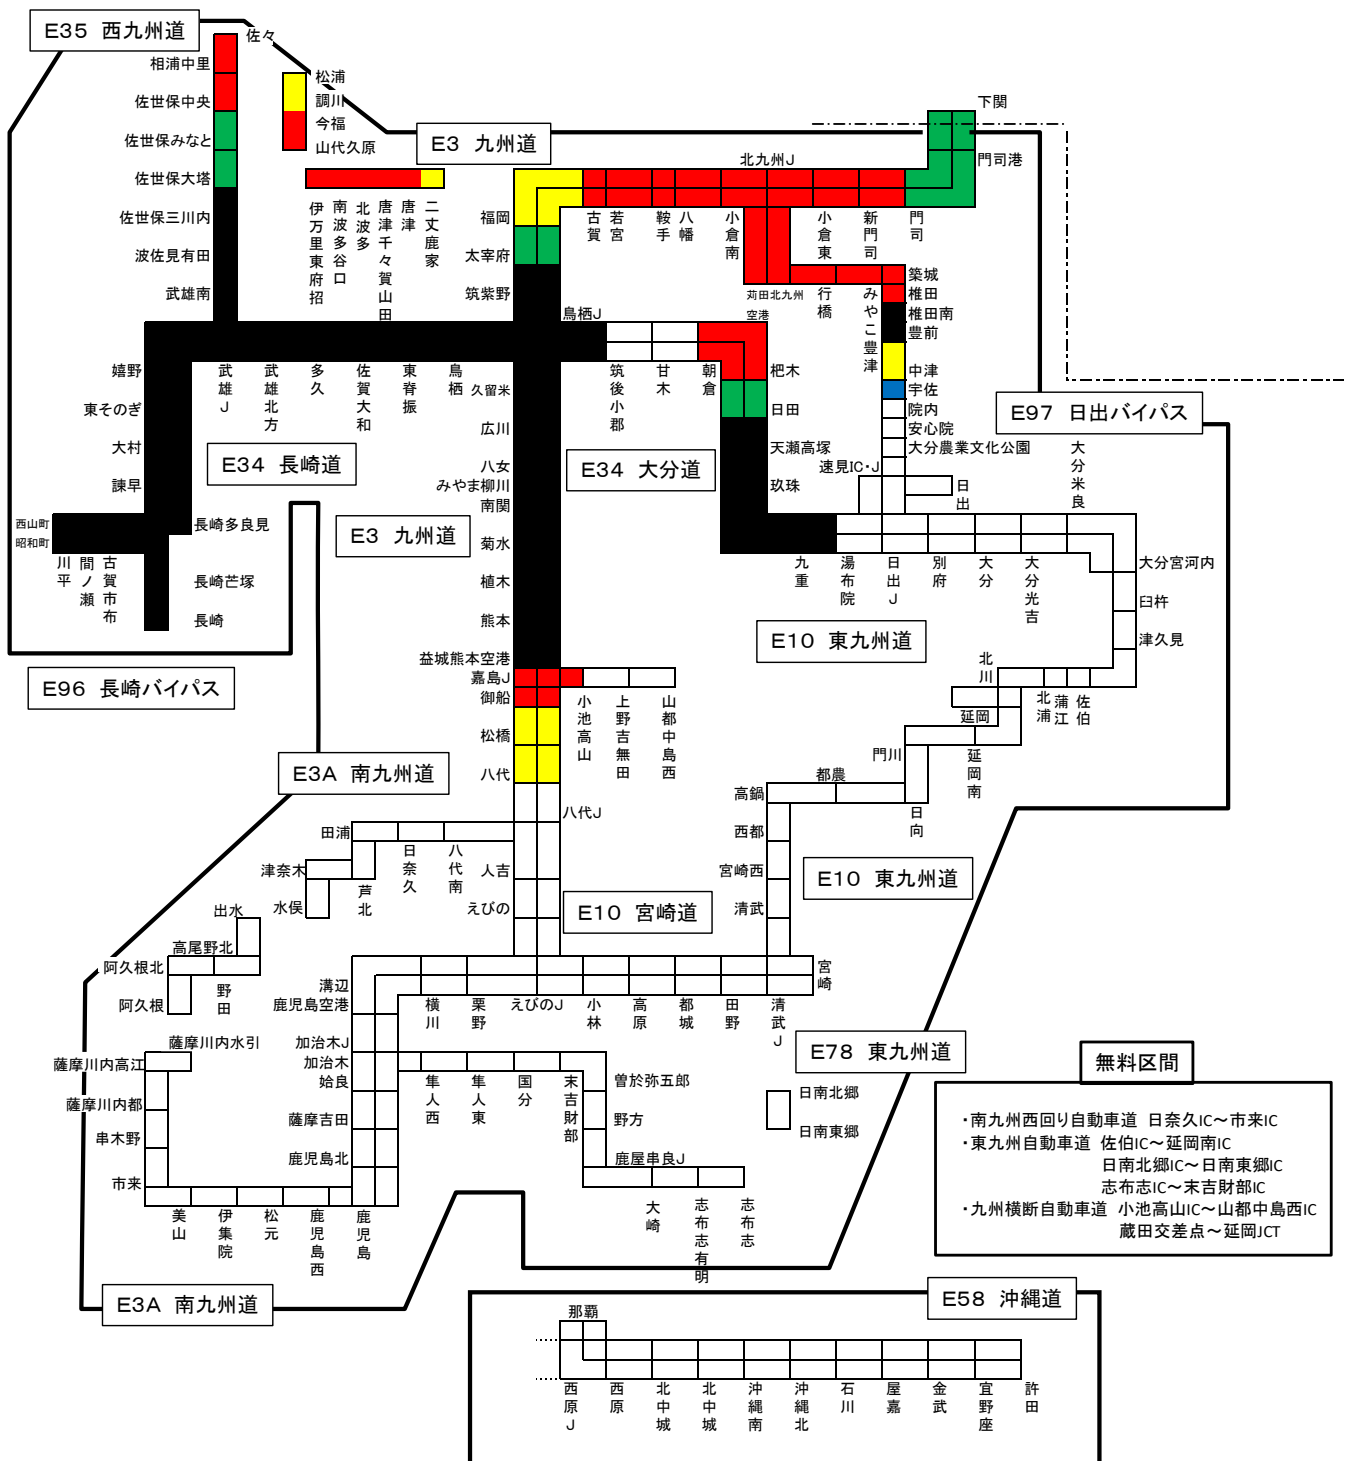 E35 西九州道
佐々
相浦中里
佐世保中央
佐世保みなと
佐世保大塔
佐世保三川内
波佐見有田
武雄南
松浦
調川
今福
山代久原
E3 九州道
伊万里東府招
南波多谷口
北波多
唐津千々賀山田
唐津
二丈鹿家
下関
門司港
北九州J
福岡
太宰府
筑紫野
古賀
若宮
鞍手
八幡
小倉南
小倉東
新門司
門司
苅田北九州
空港
行橋
みやこ豊津
築城
椎田
椎田南
豊前
中津
宇佐
院内
安心院
大分農業文化公園
速見IC・J
日出
E97 日出バイパス
鳥栖J
嬉野
東そのぎ
大村
諫早
武雄J
武雄北方
多久
佐賀大和
東脊振
鳥栖
久留米
筑後小郡
甘木
朝倉
杷木
日田
天瀬高塚
玖珠
E34 長崎道
E34 大分道
広川
八女
みやま柳川
南関
菊水
植木
熊本
益城熊本空港
嘉島J
御船
松橋
八代
E3 九州道
西山町
昭和町
川平
間ノ瀬
古賀市布
長崎多良見
長崎芒塚
長崎
E96 長崎バイパス
九重
湯布院
日出J
別府
大分
大分光吉
大分米良
大分宮河内
臼杵
津久見
E10 東九州道
北川
北浦
蒲江
佐伯
延岡
延岡南
門川
日向
都農
高鍋
西都
宮崎西
清武
E10 東九州道
小池高山
上野吉無田
山都中島西
E3A 南九州道
八代J
田浦
日奈久
八代南
津奈木
芦北
水俣
人吉
えびの
E10 宮崎道
出水
高尾野北
阿久根北
阿久根
野田
溝辺
鹿児島空港
横川
栗野
えびのJ
小林
高原
都城
田野
清武J
宮崎
加治木J
加治木
姶良
薩摩吉田
鹿児島北
隼人西
隼人東
国分
末吉財部
曽於弥五郎
野方
鹿屋串良J
大崎
志布志有明
志布志
E78 東九州道
日南北郷
日南東郷
薩摩川内水引
薩摩川内高江
薩摩川内都
串木野
市来
美山
伊集院
松元
鹿児島西
鹿児島
E3A 南九州道
無料区間
・南九州西回り自動車道 日奈久IC～市来IC
・東九州自動車道 佐伯IC～延岡南IC
日南北郷IC～日南東郷IC
志布志IC～末吉財部IC
・九州横断自動車道 小池高山IC～山都中島西IC
蔵田交差点～延岡JCT
E58 沖縄道
那覇
西原J
西原
北中城
北中城
沖縄南
沖縄北
石川
屋嘉
金武
宜野座
許田